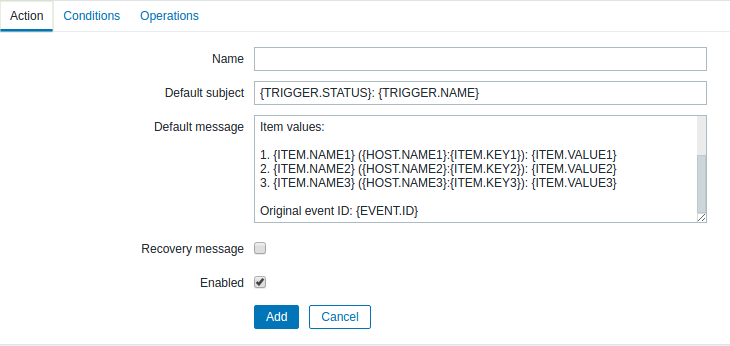 Action Conditions Operations
Name
Default subject {TRIGGER.STATUS}: {TRIGGER.NAME}
Default message Item values:
1. {ITEM.NAME1} ({HOST.NAME1}:{ITEM.KEY1}): {ITEM.VALUE1}
2. {ITEM.NAME2} ({HOST.NAME2}:{ITEM.KEY2}): {ITEM.VALUE2}
3. {ITEM.NAME3} ({HOST.NAME3}:{ITEM.KEY3}): {ITEM.VALUE3}
Original event ID: {EVENT.ID}
Recovery message
Enabled
Add Cancel